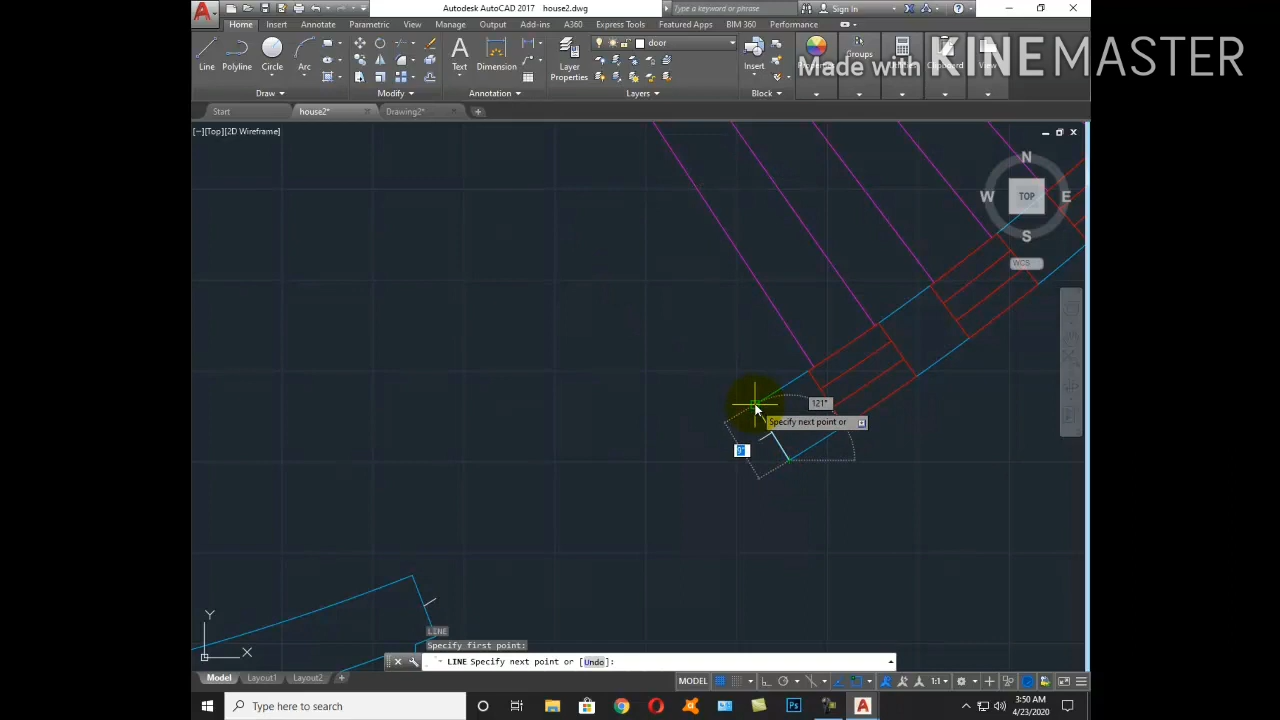 Autodesk AutoCAD 2017 house2.dwg
Type a keyword or phrase
Sign In
Home Insert Annotate Parametric View Manage Output Add-ins A360 Express Tools Featured Apps BIM 360 Performance
door
Line Polyline Circle Arc Text Dimension Layer Properties Insert Groups
Made with KINEMASTER
Draw Modify Annotation Layers Block
Start house2* Drawing2*
[−][Top][2D Wireframe]
N
W TOP E
S
WCS
121°
Specify next point or
9"
Y
X
LINE
Specify first point:
LINE Specify next point or [Undo]:
Model Layout1 Layout2
MODEL 1:1
Type here to search
3:50 AM
4/23/2020